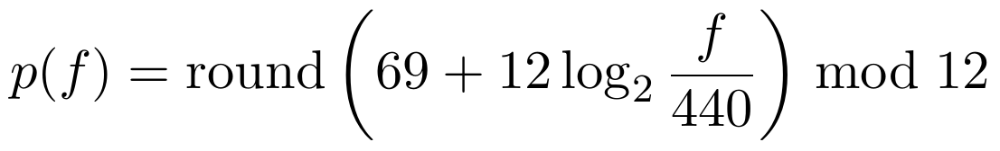 p(f) = round (69 + 12 log₂ f/440) mod 12